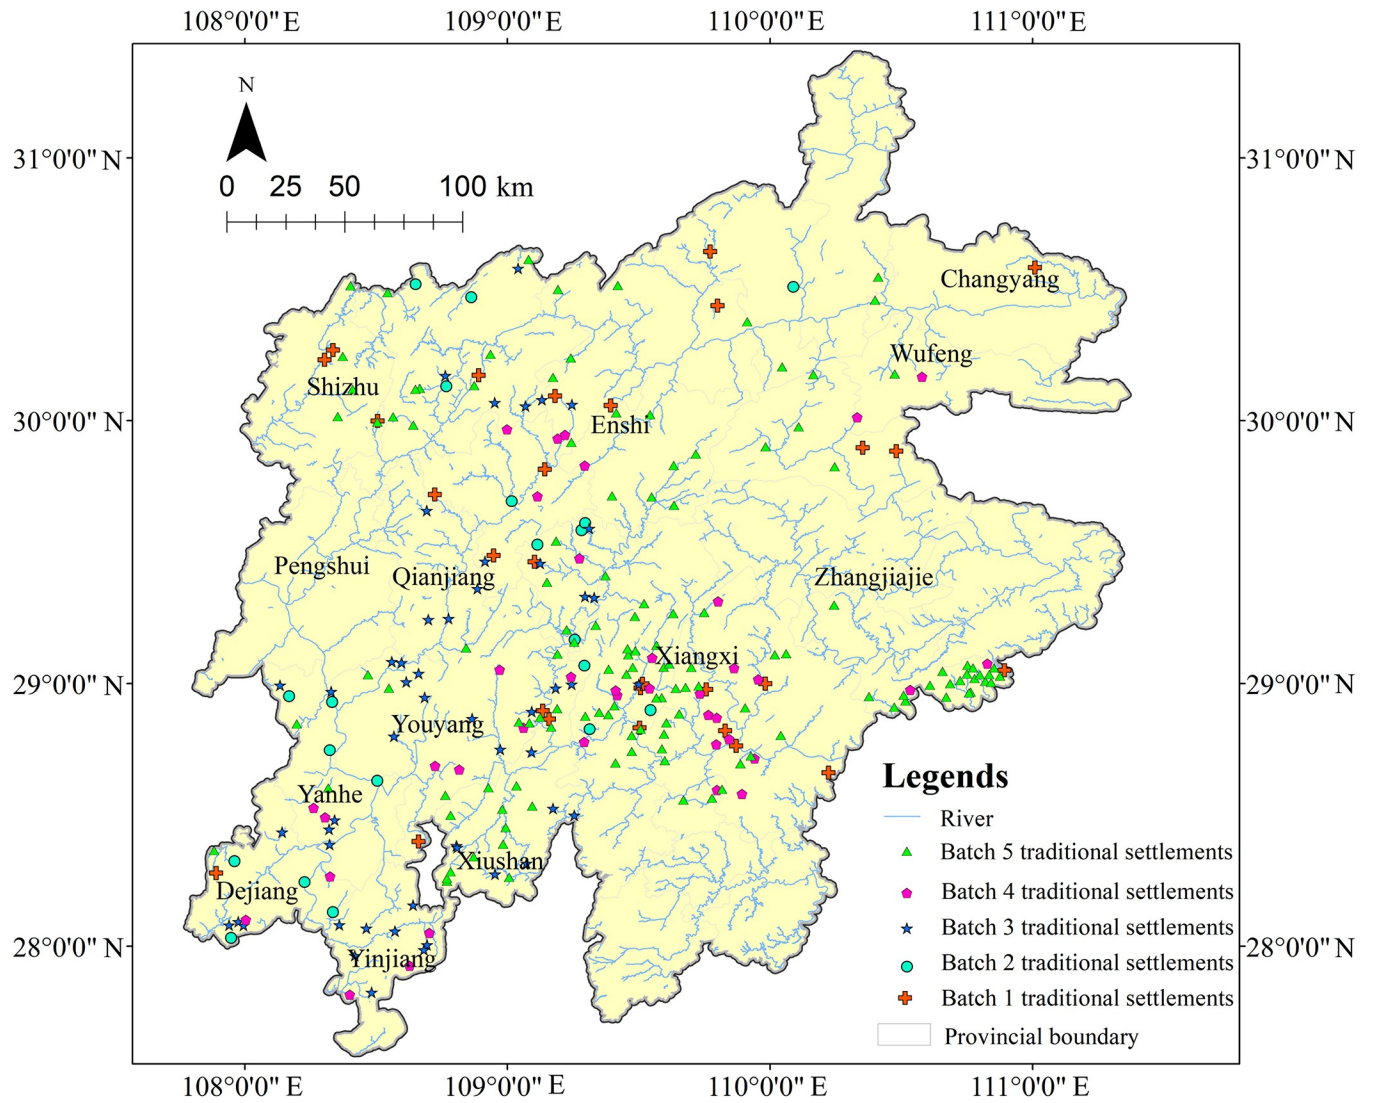 108°0'0" E 109°0'0" E 110°0'0" E 111°0'0" E
N
31°0'0" N 31°0'0" N
0 25 50 100 km
Changyang
Wufeng
Shizhu
30°0'0" N 30°0'0" N
Enshi
Pengshui
Qianjiang
Zhangjiajie
Xiangxi
29°0'0" N 29°0'0" N
Youyang
Legends
Yanhe
River
Batch 5 traditional settlements
Xiushan
Dejiang
Batch 4 traditional settlements
Batch 3 traditional settlements
28°0'0" N 28°0'0" N
Yinjiang
Batch 2 traditional settlements
Batch 1 traditional settlements
Provincial boundary
108°0'0" E 109°0'0" E 110°0'0" E 111°0'0" E